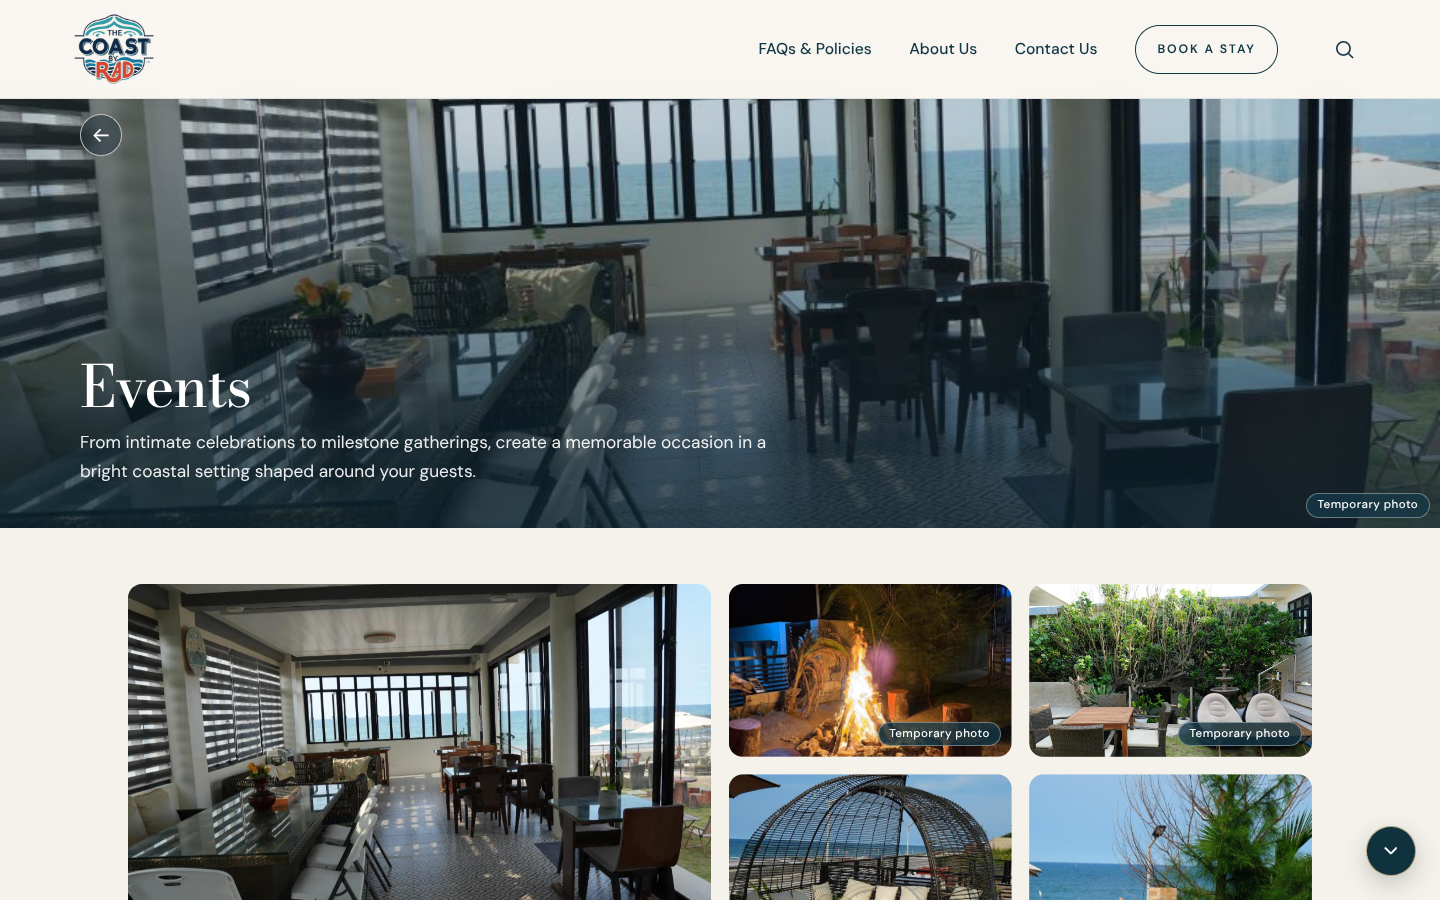 THE
COAST
BY
RAD
FAQs & Policies
About Us
Contact Us
BOOK A STAY
Events
From intimate celebrations to milestone gatherings, create a memorable occasion in a
bright coastal setting shaped around your guests.
Temporary photo
Temporary photo
Temporary photo